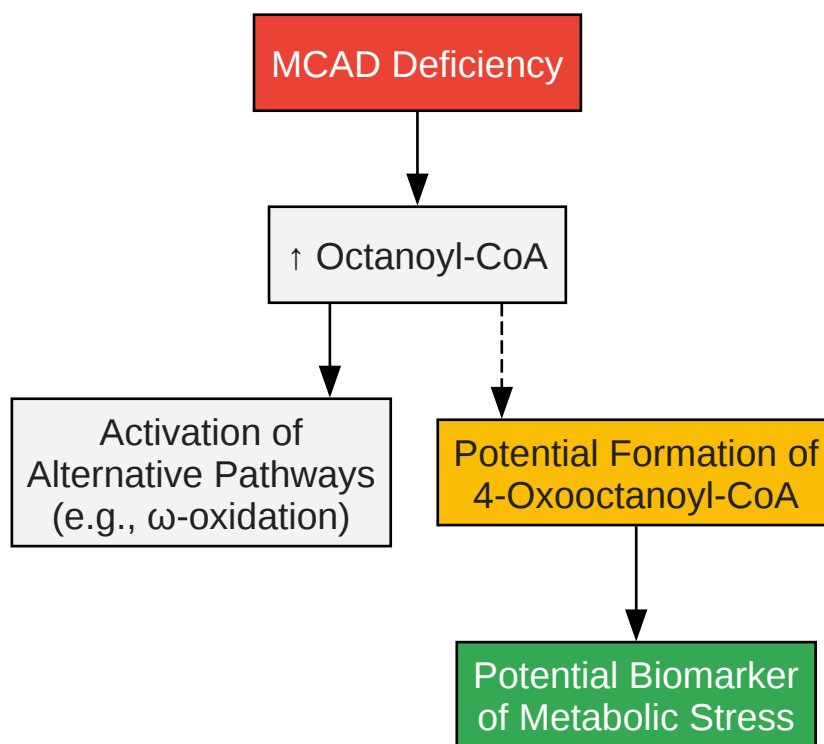 MCAD Deficiency
↑ Octanoyl-CoA
Activation of
Alternative Pathways
(e.g., ω-oxidation)
Potential Formation of
4-Oxooctanoyl-CoA
Potential Biomarker
of Metabolic Stress